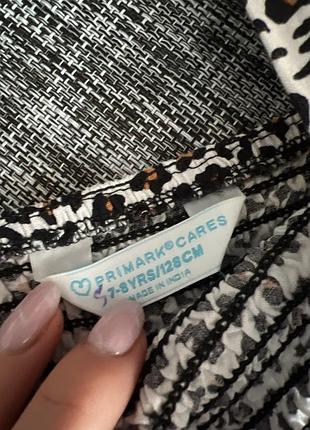 PRIMARK® CARES
7-8YRS/128CM
MADE IN INDIA